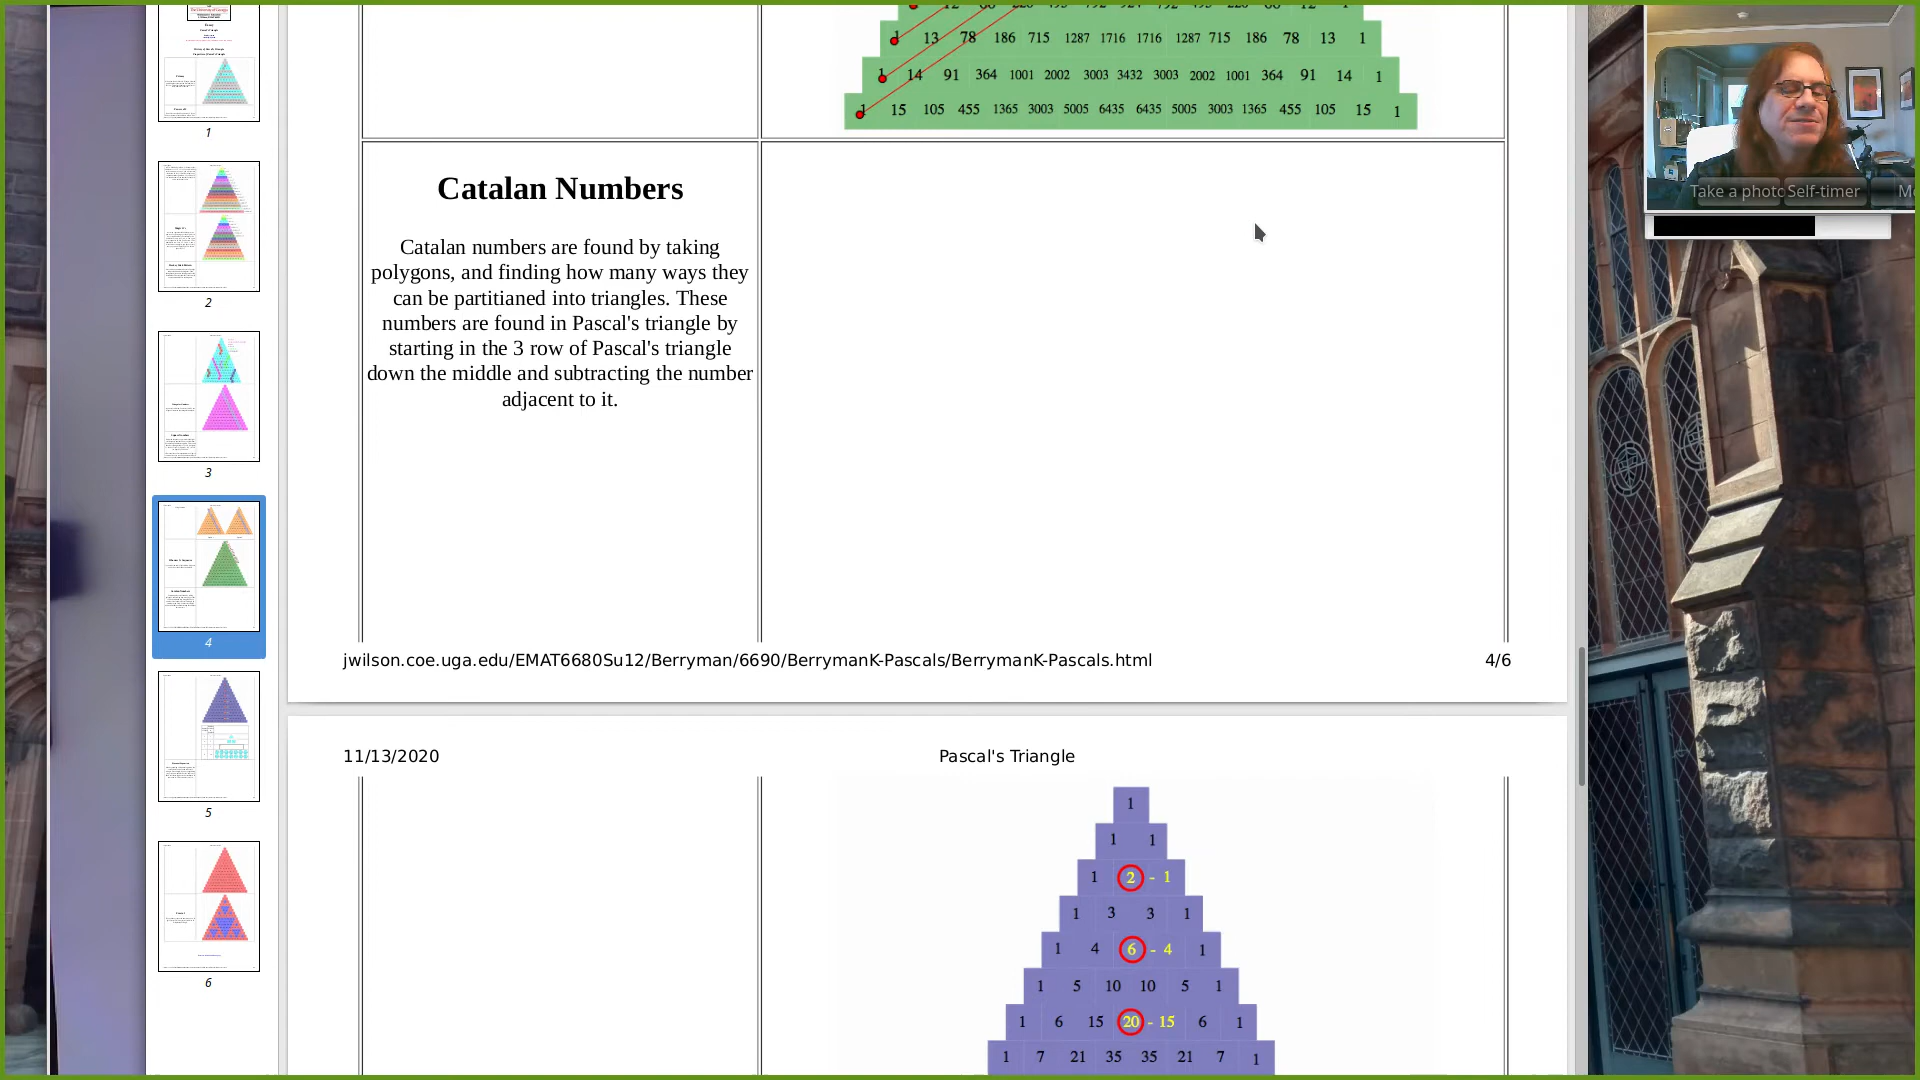 13 78 186 715 1287 1716 1716 1287 715 186 78 13 1
1 14 91 364 1001 2002 3003 3432 3003 2002 1001 364 91 14 1
1 15 105 455 1365 3003 5005 6435 6435 5005 3003 1365 455 105 15 1
Catalan Numbers
Catalan numbers are found by taking
polygons, and finding how many ways they
can be partitianed into triangles. These
numbers are found in Pascal's triangle by
starting in the 3 row of Pascal's triangle
down the middle and subtracting the number
adjacent to it.
jwilson.coe.uga.edu/EMAT6680Su12/Berryman/6690/BerrymanK-Pascals/BerrymanK-Pascals.html 4/6
11/13/2020 Pascal's Triangle
1
1 1
1 2 - 1
1 3 3 1
1 4 6 - 4 1
1 5 10 10 5 1
1 6 15 20 - 15 6 1
1 7 21 35 35 21 7 1
1
2
3
4
5
6
Take a photo Self-timer